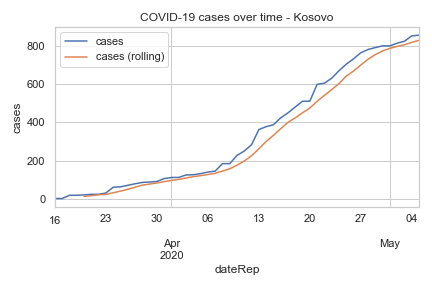 COVID-19 cases over time - Kosovo
cases
cases (rolling)
800
600
400
200
0
cases
16 23 30 06 13 20 27 04
Apr May
2020
dateRep